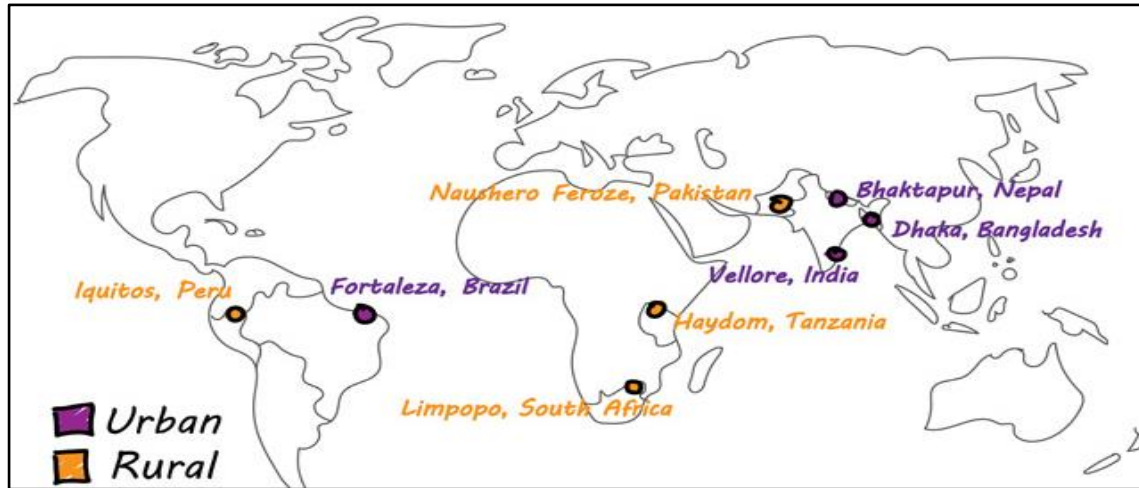 Naushero Feroze, Pakistan
Bhaktapur, Nepal
Dhaka, Bangladesh
Vellore, India
Iquitos, Peru
Fortaleza, Brazil
Haydom, Tanzania
Limpopo, South Africa
Urban
Rural